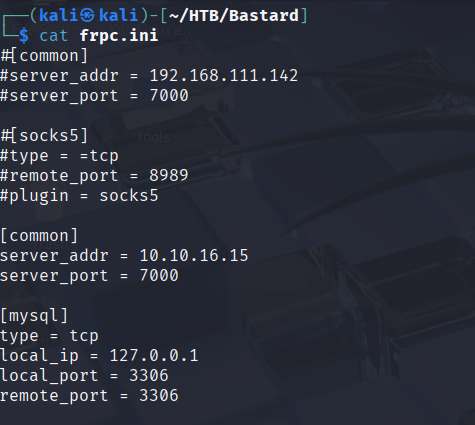 ┌──(kali㉿kali)-[~/HTB/Bastard]
└─$ cat frpc.ini
#[common]
#server_addr = 192.168.111.142
#server_port = 7000
tools
#[socks5]
#type = =tcp
#remote_port = 8989
#plugin = socks5
[common]
server_addr = 10.10.16.15
server_port = 7000
[mysql]
type = tcp
local_ip = 127.0.0.1
local_port = 3306
remote_port = 3306